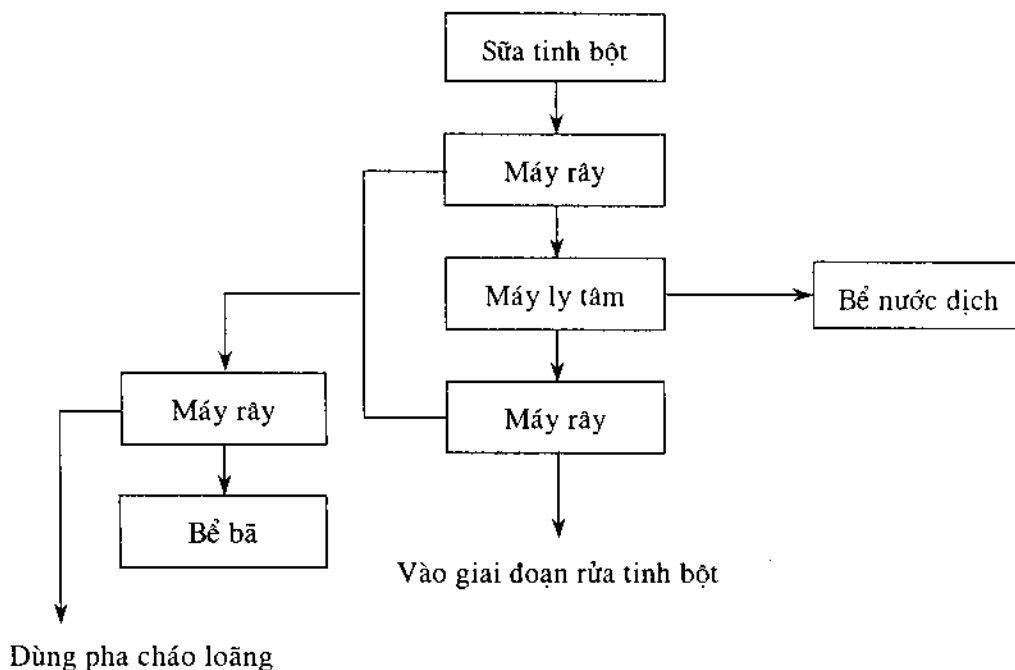 Sữa tinh bột
Máy rây
Máy ly tâm
Bể nước dịch
Máy rây
Máy rây
Bể bã
Vào giai đoạn rửa tinh bột
Dùng pha cháo loãng